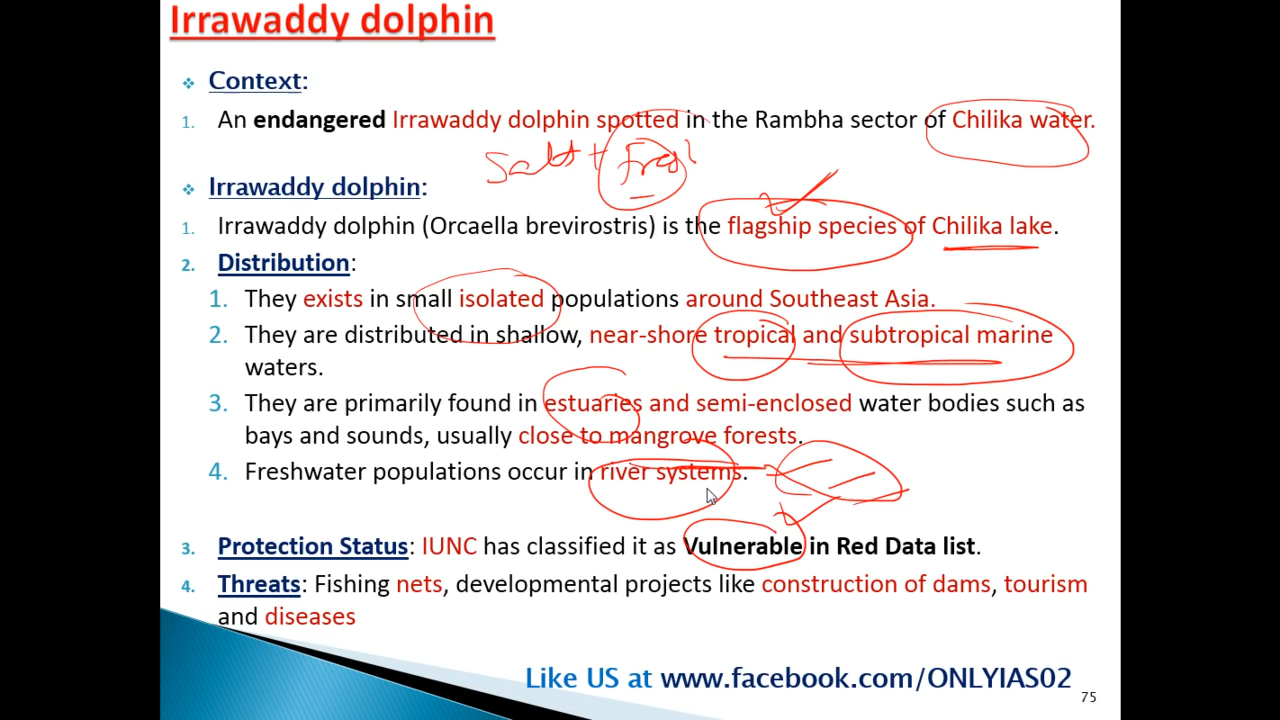 Irrawaddy dolphin
❖ Context:
1. An endangered Irrawaddy dolphin spotted in the Rambha sector of Chilika water.
Salt + Fresh
❖ Irrawaddy dolphin:
1. Irrawaddy dolphin (Orcaella brevirostris) is the flagship species of Chilika lake.
2. Distribution:
1. They exists in small isolated populations around Southeast Asia.
2. They are distributed in shallow, near-shore tropical and subtropical marine
waters.
3. They are primarily found in estuaries and semi-enclosed water bodies such as
bays and sounds, usually close to mangrove forests.
4. Freshwater populations occur in river systems.
3. Protection Status: IUNC has classified it as Vulnerable in Red Data list.
4. Threats: Fishing nets, developmental projects like construction of dams, tourism
and diseases
Like US at www.facebook.com/ONLYIAS02
75